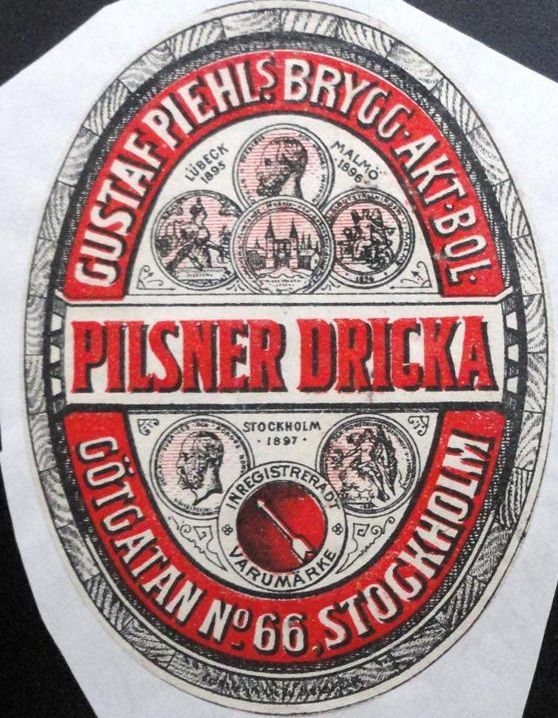 GUSTAF PIEHLS BRYGG-AKT-BOL.
LÜBECK
1895
MALMÖ
1896
PILSNER DRICKA
STOCKHOLM
1897
INREGISTRERADT
VARUMÄRKE
GÖTGATAN No 66, STOCKHOLM